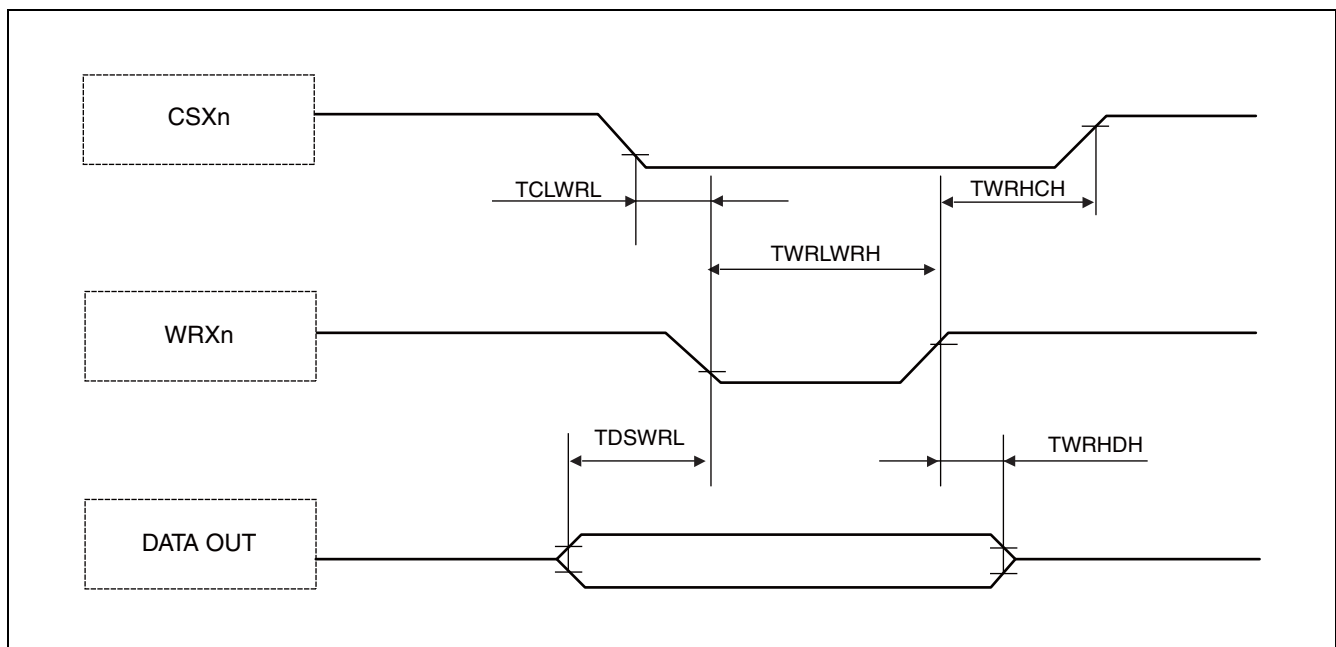 CSXn
TCLWRL
TWRHCH
TWRLWRH
WRXn
TDSWRL
TWRHDH
DATA OUT